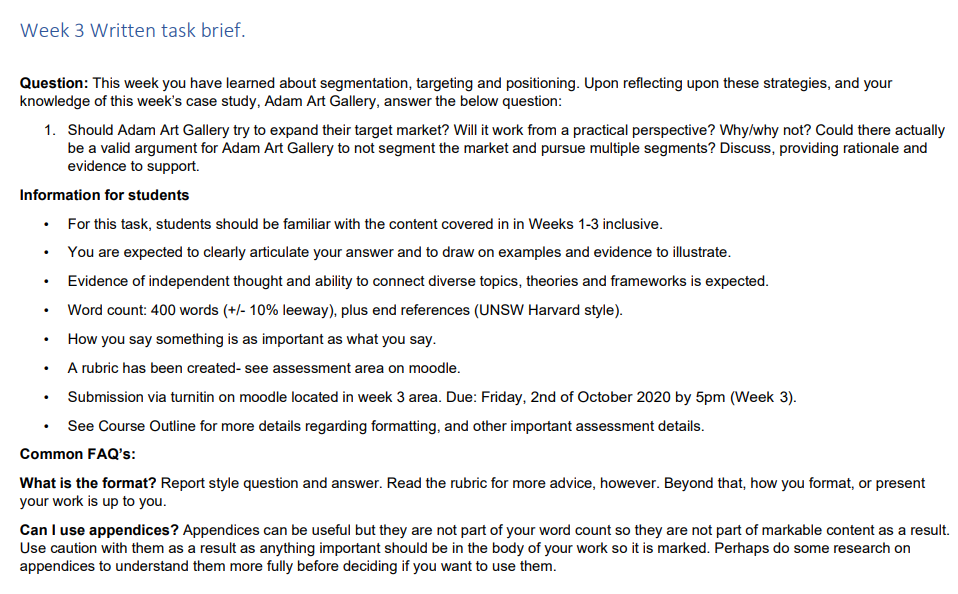 Week 3 Written task brief.
Question: This week you have learned about segmentation, targeting and positioning. Upon reflecting upon these strategies, and your
knowledge of this week's case study, Adam Art Gallery, answer the below question:
1. Should Adam Art Gallery try to expand their target market? Will it work from a practical perspective? Why/why not? Could there actually
be a valid argument for Adam Art Gallery to not segment the market and pursue multiple segments? Discuss, providing rationale and
evidence to support.
Information for students
• For this task, students should be familiar with the content covered in in Weeks 1-3 inclusive.
• You are expected to clearly articulate your answer and to draw on examples and evidence to illustrate.
• Evidence of independent thought and ability to connect diverse topics, theories and frameworks is expected.
• Word count: 400 words (+/- 10% leeway), plus end references (UNSW Harvard style).
• How you say something is as important as what you say.
• A rubric has been created- see assessment area on moodle.
• Submission via turnitin on moodle located in week 3 area. Due: Friday, 2nd of October 2020 by 5pm (Week 3).
• See Course Outline for more details regarding formatting, and other important assessment details.
Common FAQ's:
What is the format? Report style question and answer. Read the rubric for more advice, however. Beyond that, how you format, or present
your work is up to you.
Can I use appendices? Appendices can be useful but they are not part of your word count so they are not part of markable content as a result.
Use caution with them as a result as anything important should be in the body of your work so it is marked. Perhaps do some research on
appendices to understand them more fully before deciding if you want to use them.